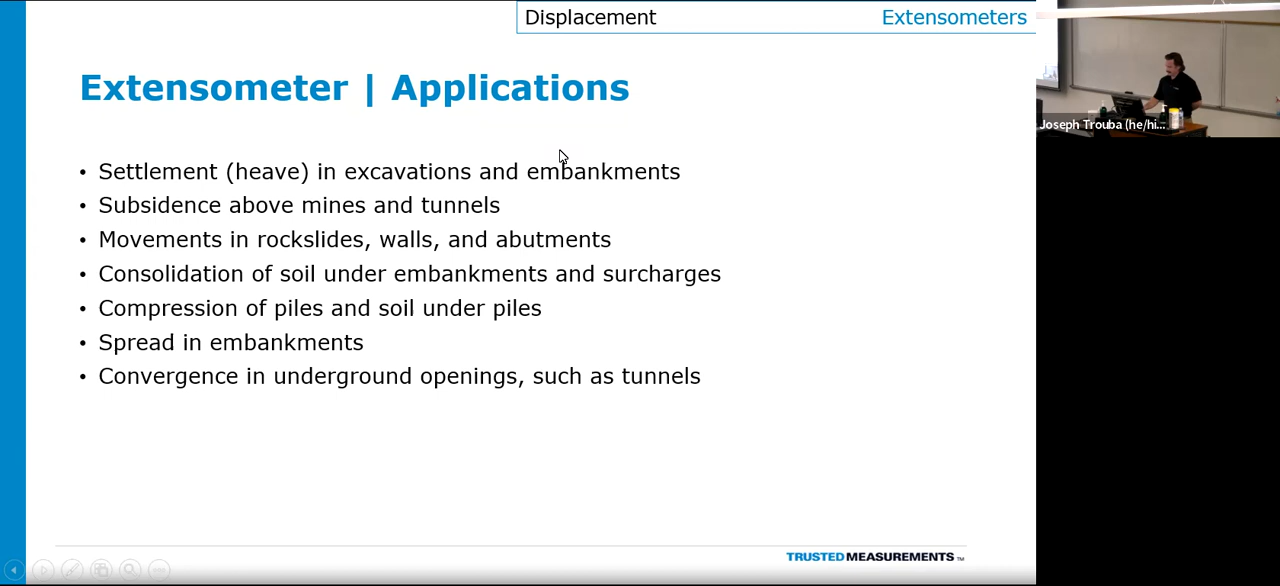 Displacement
Extensometers
Extensometer | Applications
• Settlement (heave) in excavations and embankments
• Subsidence above mines and tunnels
• Movements in rockslides, walls, and abutments
• Consolidation of soil under embankments and surcharges
• Compression of piles and soil under piles
• Spread in embankments
• Convergence in underground openings, such as tunnels
TRUSTED MEASUREMENTS ™
Joseph Trouba (he/hi...